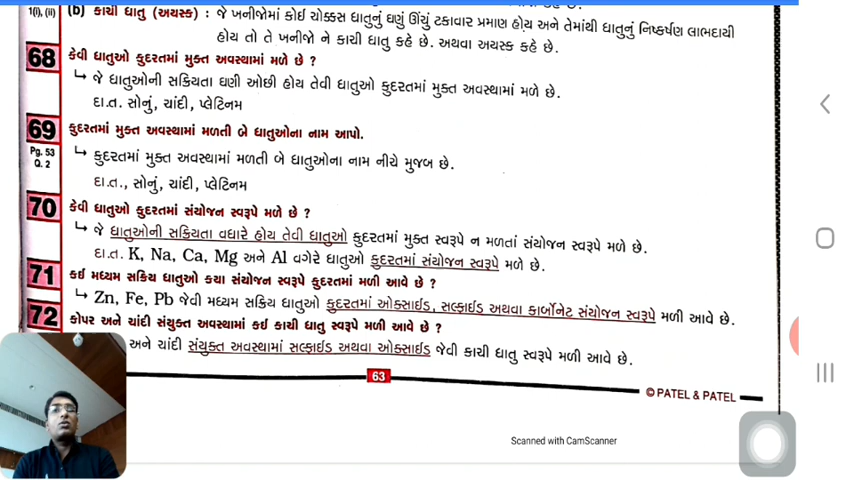 1(i), (ii)
(b) કાચી ધાતુ (અયસ્ક) : જે ખનીજોમાં કોઈ ચોક્કસ ધાતુનું ઘણું ઊંચું ટકાવાર પ્રમાણ હોય અને તેમાંથી ધાતુનું નિષ્કર્ષણ લાભદાયી
હોય તો તે ખનીજો ને કાચી ધાતુ કહે છે. અથવા અયસ્ક કહે છે.
68 કેવી ધાતુઓ કુદરતમાં મુક્ત અવસ્થામાં મળે છે ?
↳ જે ધાતુઓની સક્રિયતા ઘણી ઓછી હોય તેવી ધાતુઓ કુદરતમાં મુક્ત અવસ્થામાં મળે છે.
દા.ત. સોનું, ચાંદી, પ્લેટિનમ
69 કુદરતમાં મુક્ત અવસ્થામાં મળતી બે ધાતુઓના નામ આપો.
Pg. 53
Q. 2
↳ કુદરતમાં મુક્ત અવસ્થામાં મળતી બે ધાતુઓના નામ નીચે મુજબ છે.
દા.ત., સોનું, ચાંદી, પ્લેટિનમ
70 કેવી ધાતુઓ કુદરતમાં સંયોજન સ્વરૂપે મળે છે ?
↳ જે ધાતુઓની સક્રિયતા વધારે હોય તેવી ધાતુઓ કુદરતમાં મુક્ત સ્વરૂપે ન મળતાં સંયોજન સ્વરૂપે મળે છે.
દા.ત. K, Na, Ca, Mg અને Al વગેરે ધાતુઓ કુદરતમાં સંયોજન સ્વરૂપે મળે છે.
71 કઈ મધ્યમ સક્રિય ધાતુઓ કયા સંયોજન સ્વરૂપે કુદરતમાં મળી આવે છે ?
↳ Zn, Fe, Pb જેવી મધ્યમ સક્રિય ધાતુઓ કુદરતમાં ઓક્સાઈડ, સલ્ફાઈડ અથવા કાર્બોનેટ સંયોજન સ્વરૂપે મળી આવે છે.
72 કોપર અને ચાંદી સંયુક્ત અવસ્થામાં કઈ કાચી ધાતુ સ્વરૂપે મળી આવે છે ?
અને ચાંદી સંયુક્ત અવસ્થામાં સલ્ફાઈડ અથવા ઓક્સાઈડ જેવી કાચી ધાતુ સ્વરૂપે મળી આવે છે.
63
© PATEL & PATEL
Scanned with CamScanner